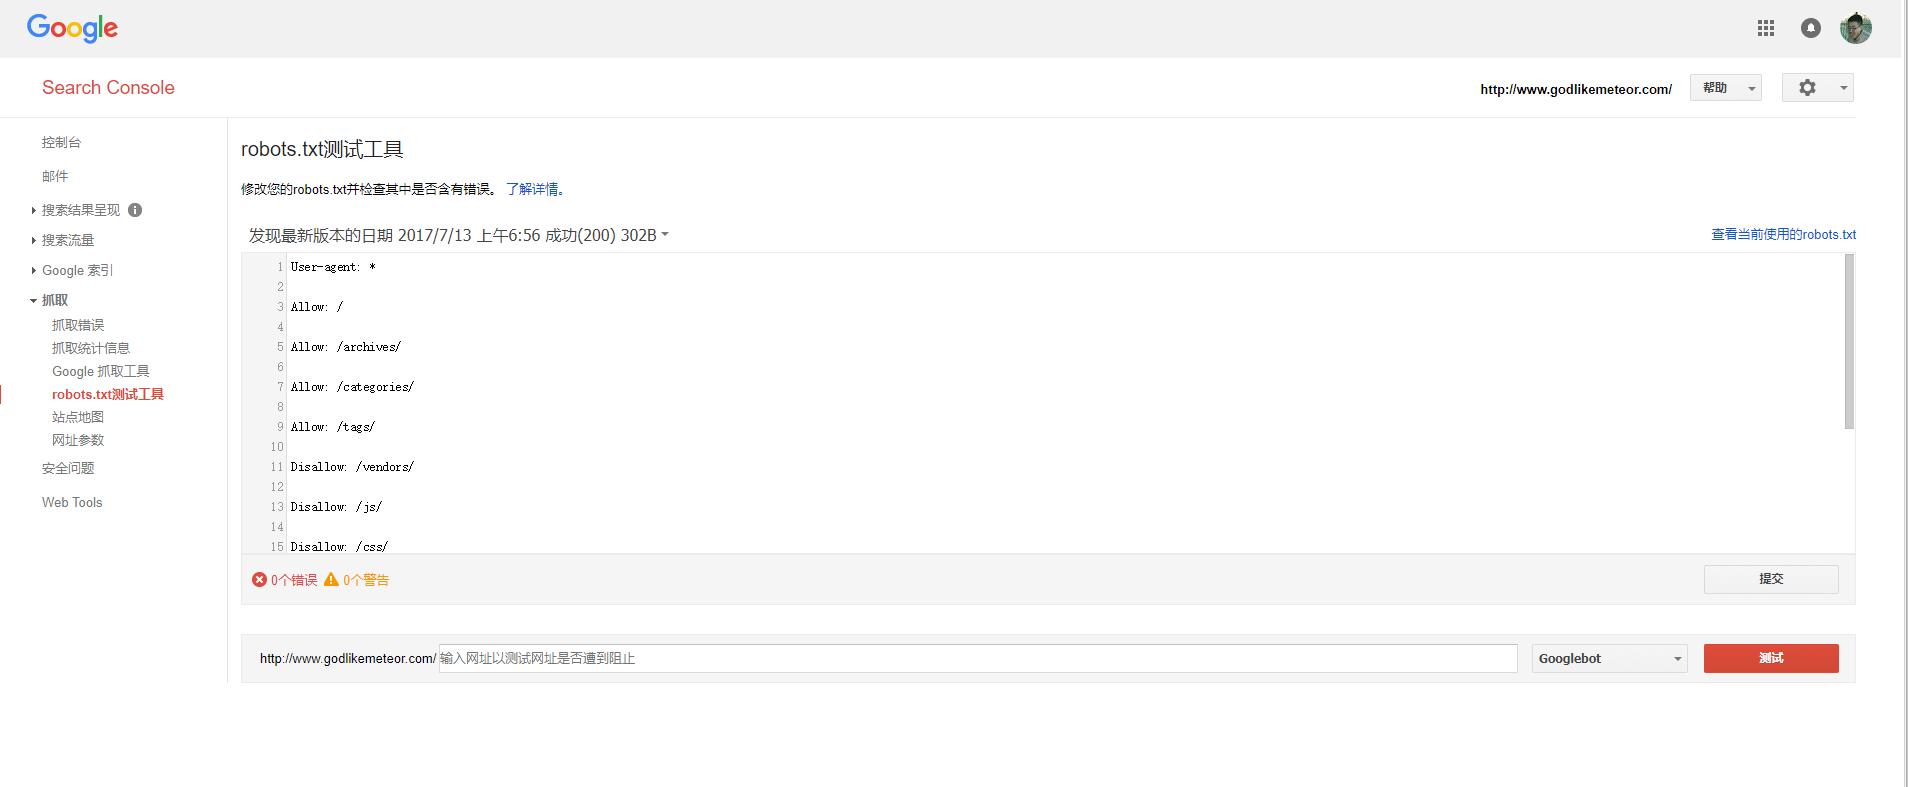 Google
Search Console
http://www.godlikemeteor.com/
帮助
控制台
邮件
搜索结果呈现
搜索流量
Google 索引
抓取
抓取错误
抓取统计信息
Google 抓取工具
robots.txt测试工具
站点地图
网址参数
安全问题
Web Tools
robots.txt测试工具
修改您的robots.txt并检查其中是否含有错误。 了解详情。
发现最新版本的日期 2017/7/13 上午6:56 成功(200) 302B
查看当前使用的robots.txt
1 User-agent: *
2
3 Allow: /
4
5 Allow: /archives/
6
7 Allow: /categories/
8
9 Allow: /tags/
10
11 Disallow: /vendors/
12
13 Disallow: /js/
14
15 Disallow: /css/
0个错误 0个警告
提交
http://www.godlikemeteor.com/ 输入网址以测试网址是否遭到阻止
Googlebot
测试